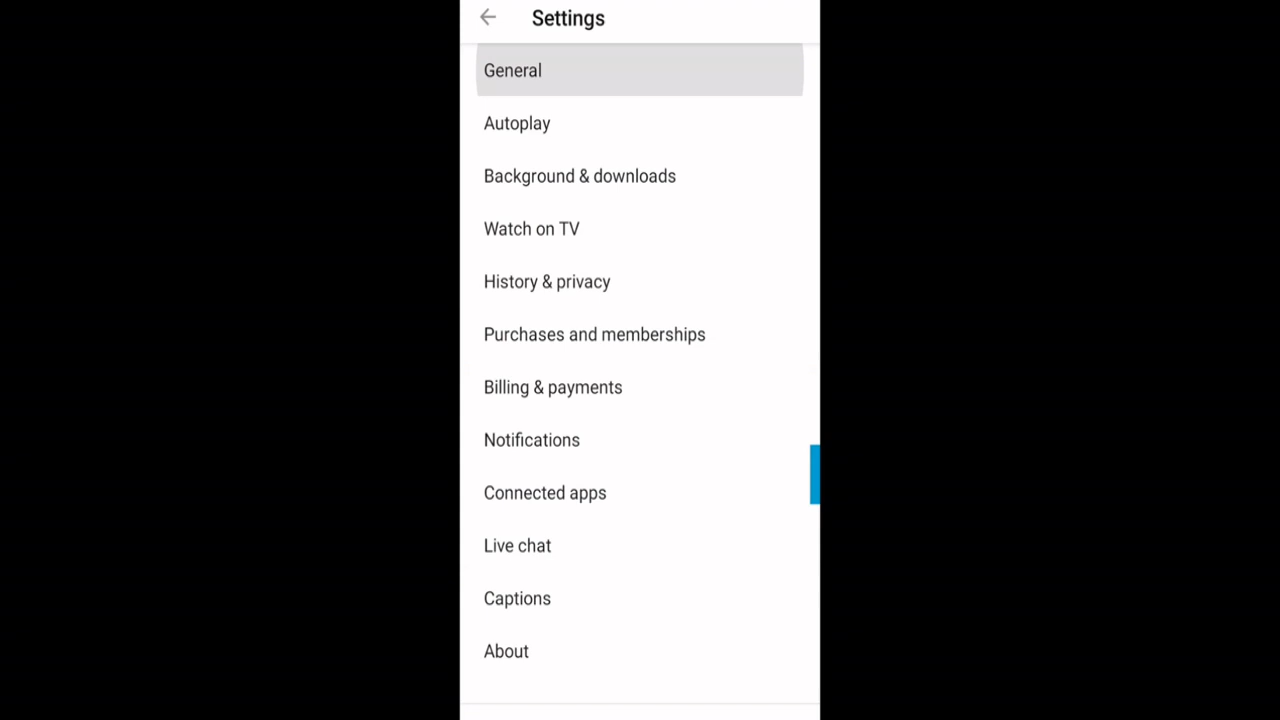 Settings
General
Autoplay
Background & downloads
Watch on TV
History & privacy
Purchases and memberships
Billing & payments
Notifications
Connected apps
Live chat
Captions
About